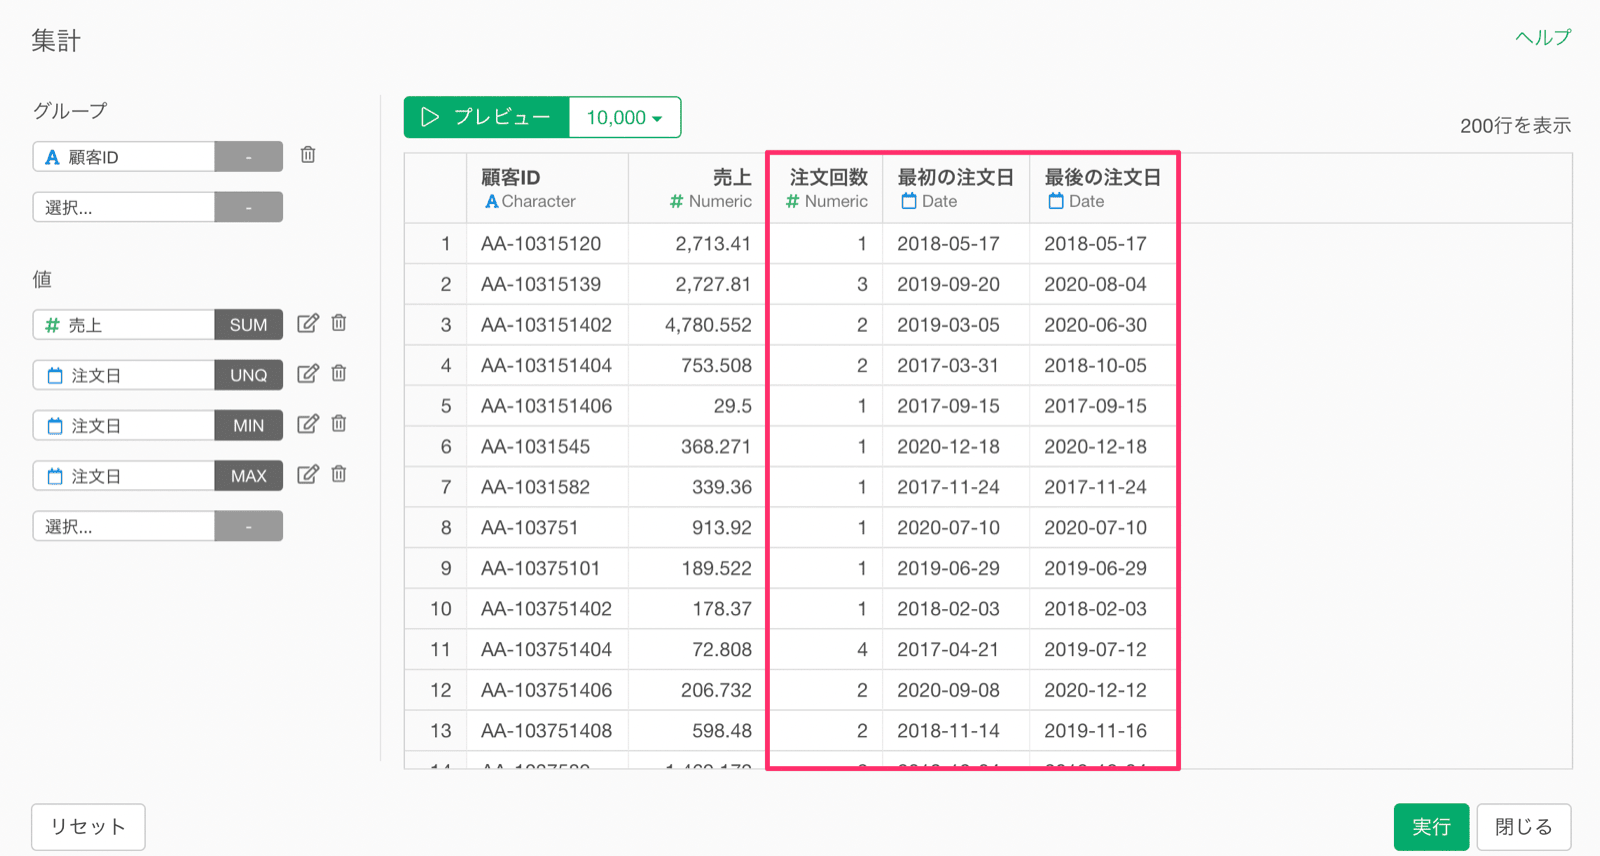 集計
ヘルプ
グループ
顧客ID -
選択... -
値
# 売上 SUM
注文日 UNQ
注文日 MIN
注文日 MAX
選択... -
プレビュー 10,000
200行を表示
顧客ID 売上 注文回数 最初の注文日 最後の注文日
A Character # Numeric # Numeric Date Date
1 AA-10315120 2,713.41 1 2018-05-17 2018-05-17
2 AA-10315139 2,727.81 3 2019-09-20 2020-08-04
3 AA-103151402 4,780.552 2 2019-03-05 2020-06-30
4 AA-103151404 753.508 2 2017-03-31 2018-10-05
5 AA-103151406 29.5 1 2017-09-15 2017-09-15
6 AA-1031545 368.271 1 2020-12-18 2020-12-18
7 AA-1031582 339.36 1 2017-11-24 2017-11-24
8 AA-103751 913.92 1 2020-07-10 2020-07-10
9 AA-10375101 189.522 1 2019-06-29 2019-06-29
10 AA-103751402 178.37 1 2018-02-03 2018-02-03
11 AA-103751404 72.808 4 2017-04-21 2019-07-12
12 AA-103751406 206.732 2 2020-09-08 2020-12-12
13 AA-103751408 598.48 2 2018-11-14 2019-11-16
リセット
実行 閉じる